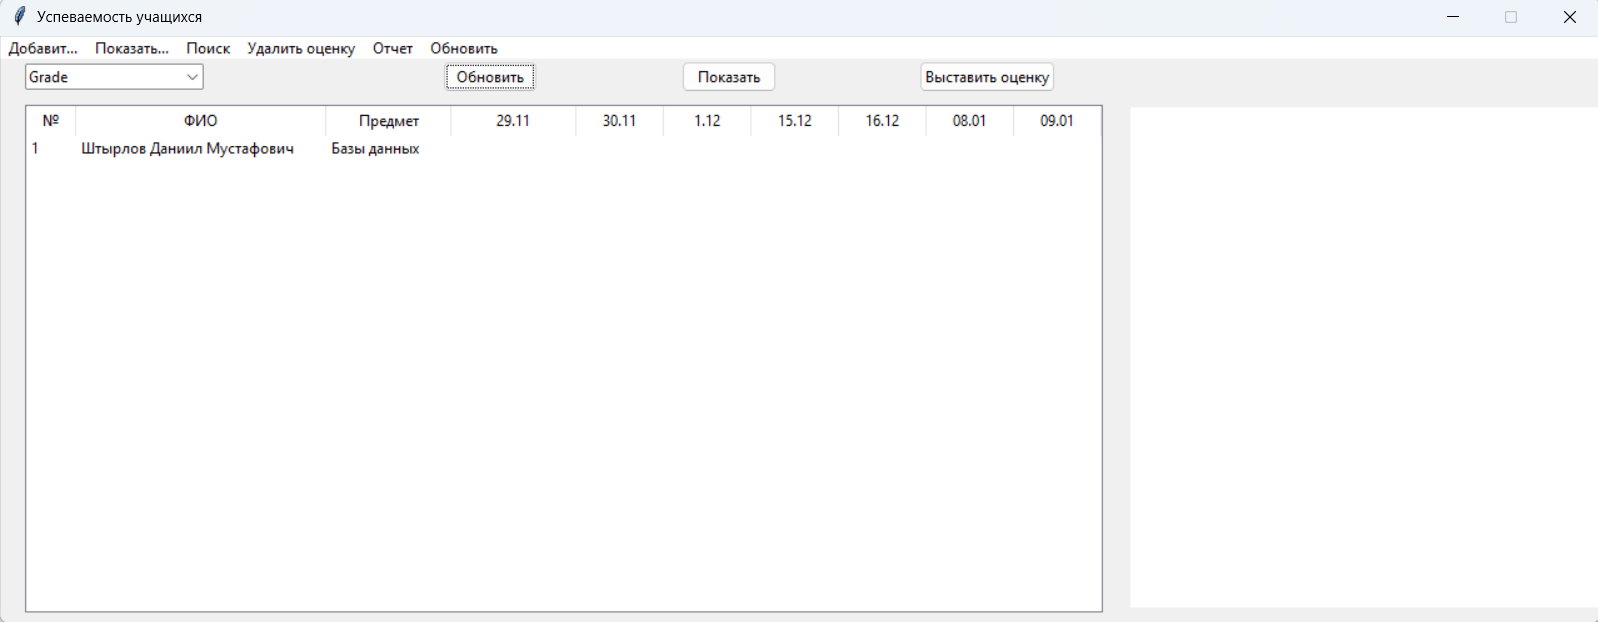 Успеваемость учащихся
Добавит... Показать... Поиск Удалить оценку Отчет Обновить
Grade Обновить Показать Выставить оценку
№ ФИО Предмет 29.11 30.11 1.12 15.12 16.12 08.01 09.01
1 Штырлов Даниил Мустафович Базы данных